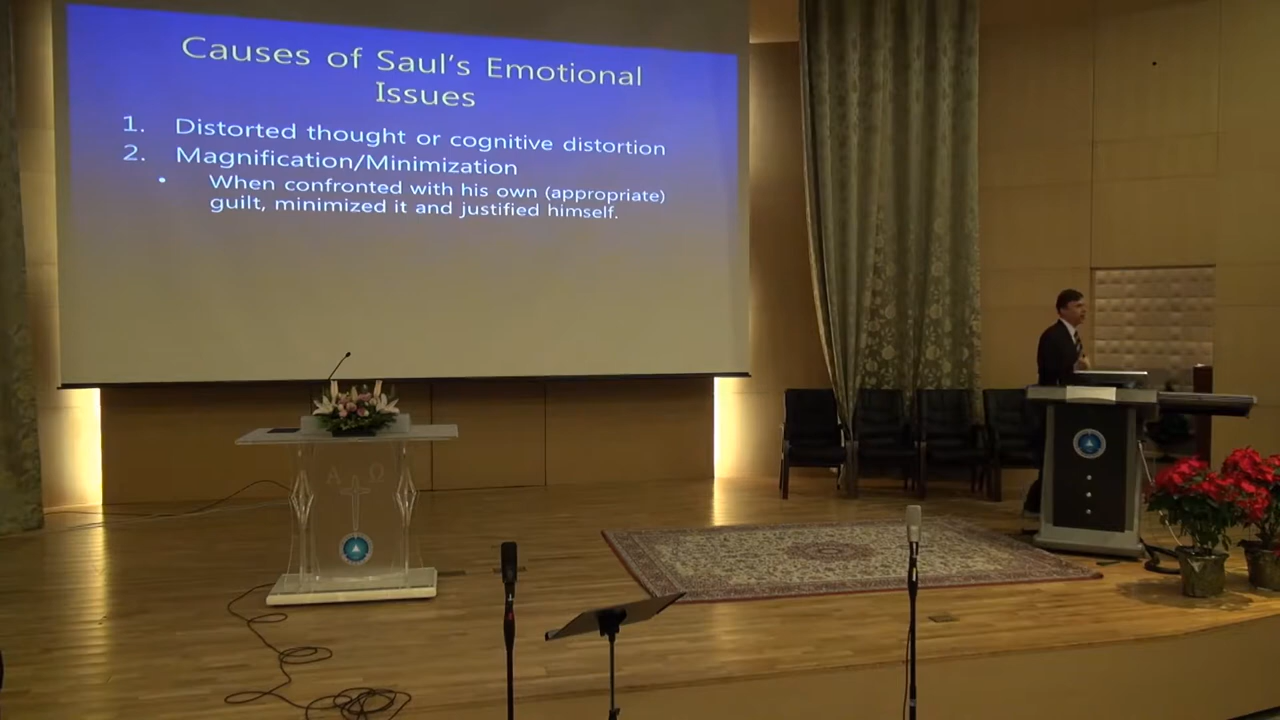 Causes of Saul's Emotional
Issues
1. Distorted thought or cognitive distortion
2. Magnification/Minimization
• When confronted with his own (appropriate)
guilt, minimized it and justified himself.
Α Ω